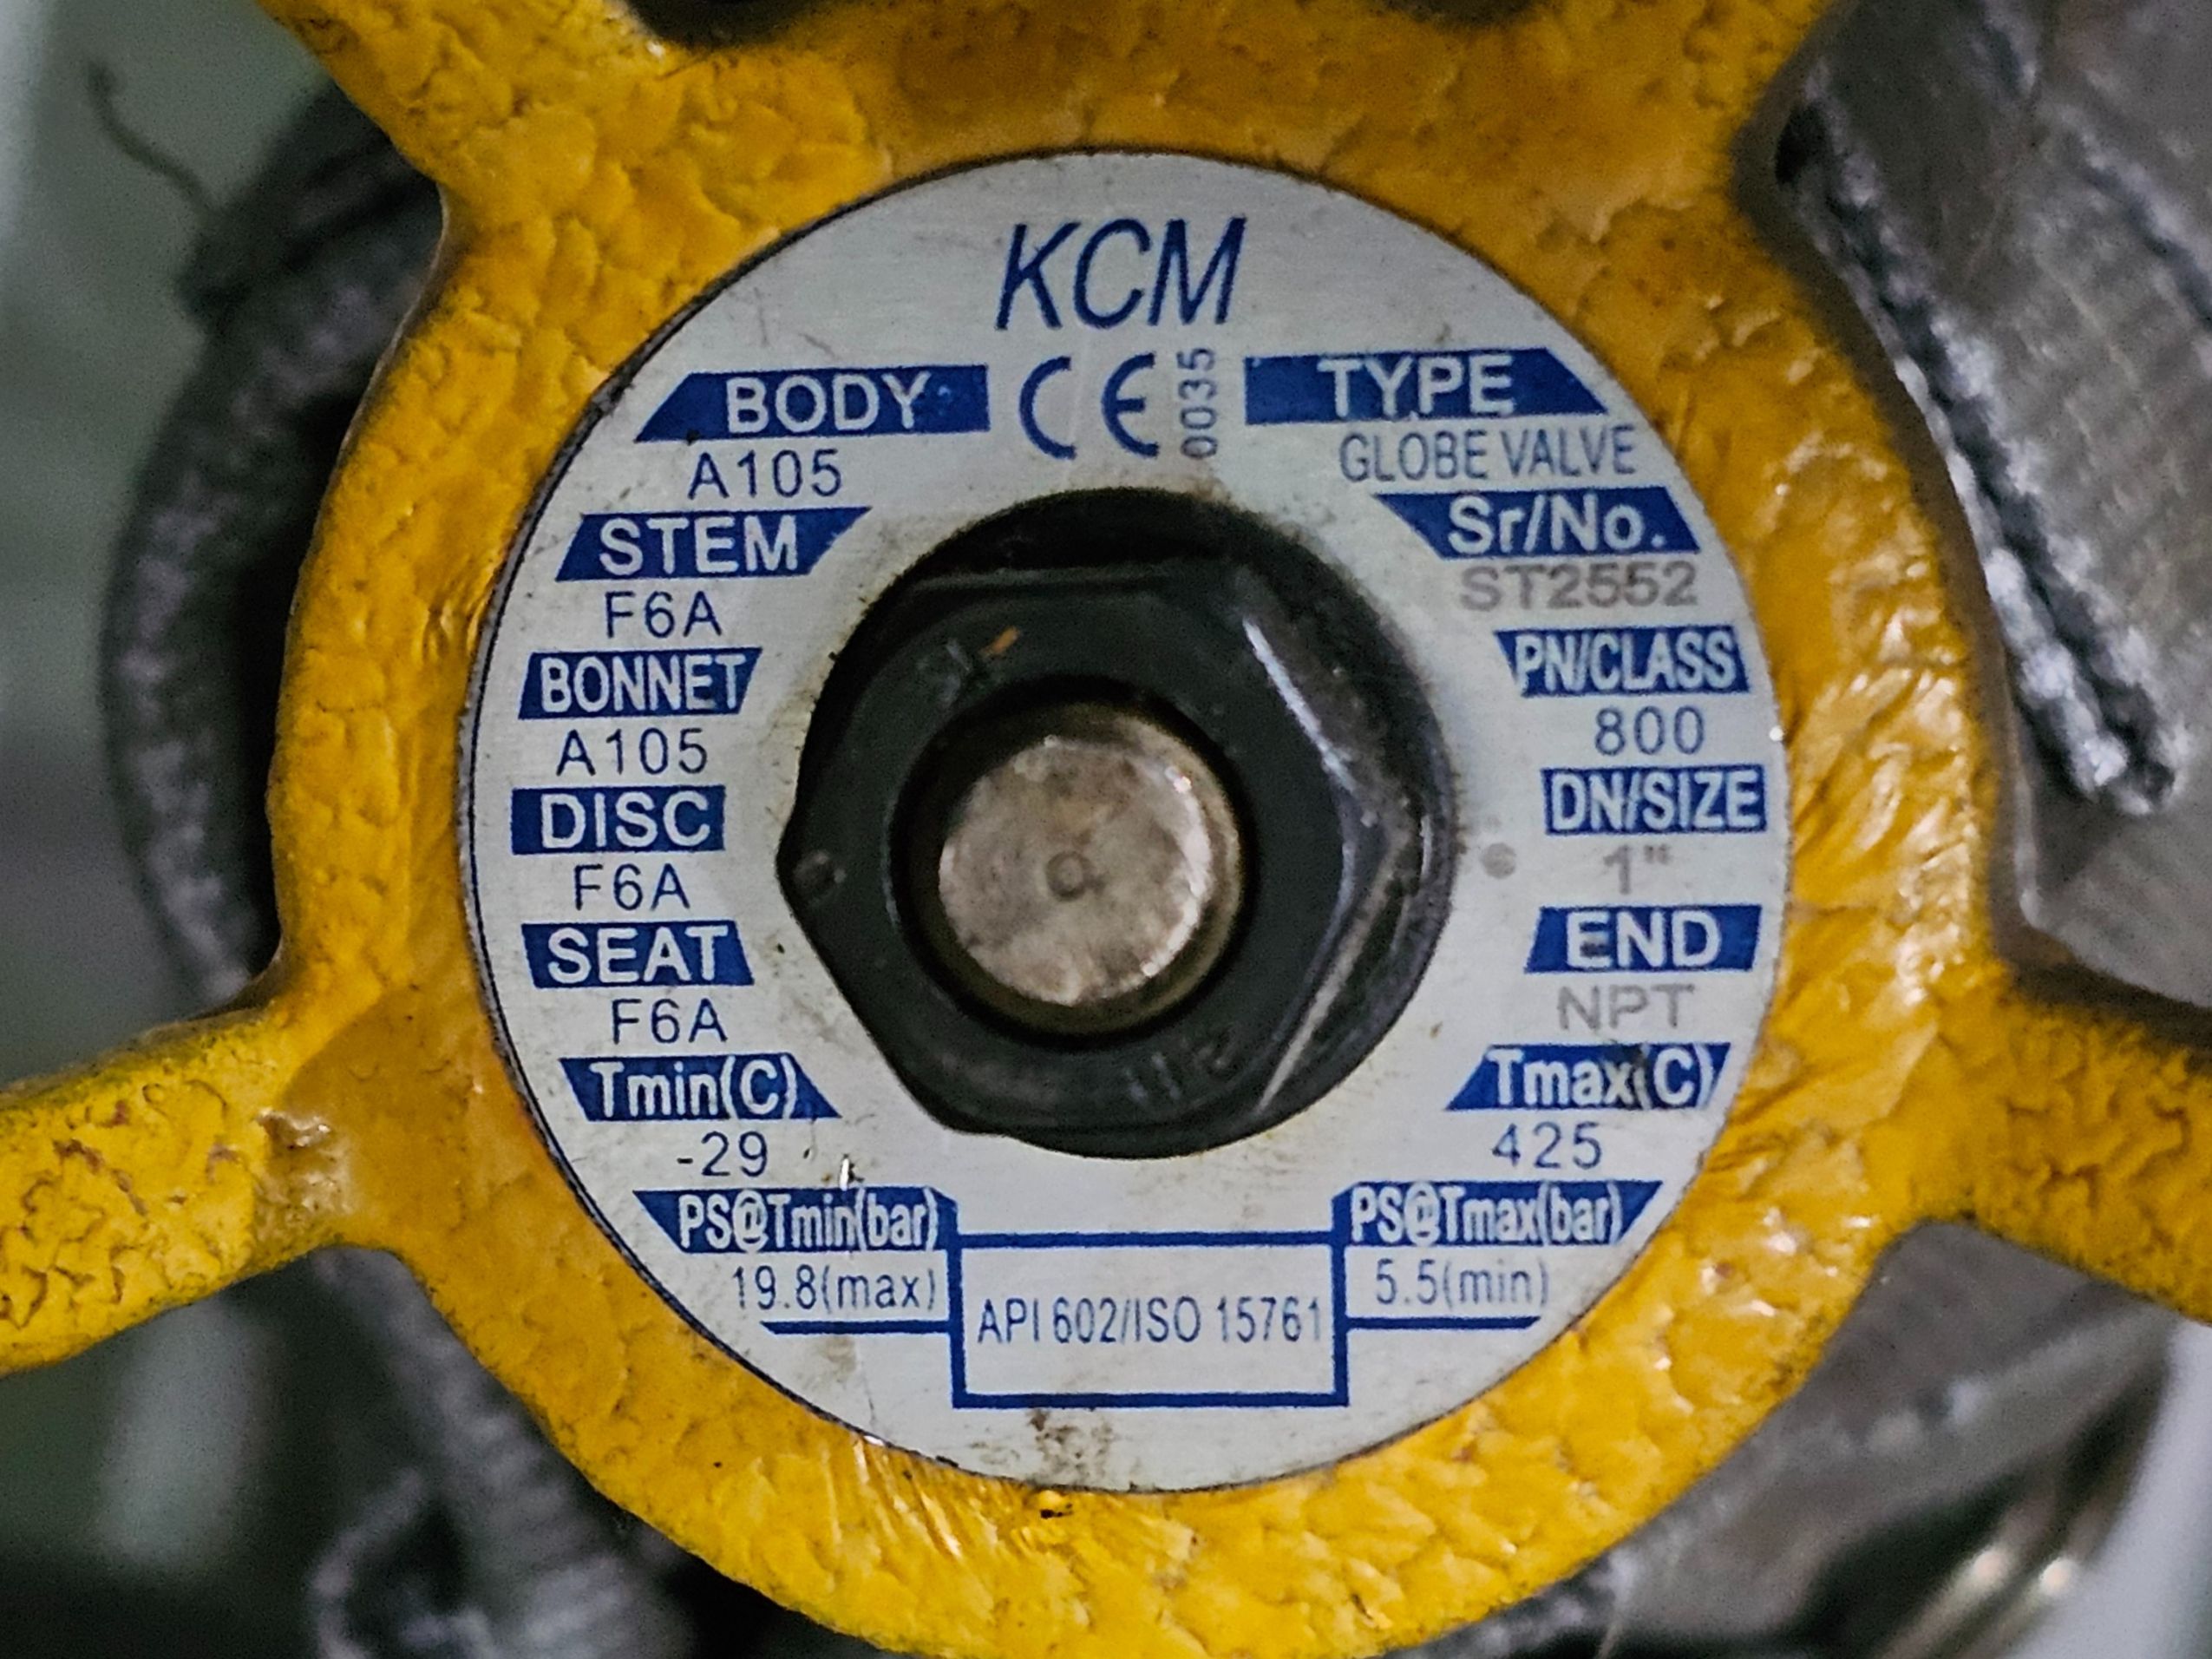 KCM
BODY
CE 0035
TYPE
A105
GLOBE VALVE
STEM
Sr/No.
F6A
ST2552
BONNET
PN/CLASS
A105
800
DISC
DN/SIZE
F6A
1"
SEAT
END
F6A
NPT
Tmin(C)
Tmax(C)
-29
425
PS@Tmin(bar)
PS@Tmax(bar)
19.8(max)
5.5(min)
API 602/ISO 15761